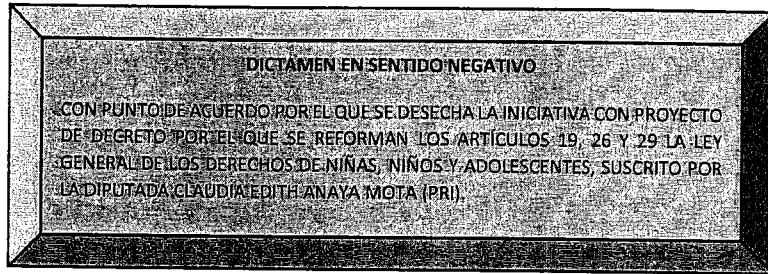 DICTAMEN EN SENTIDO NEGATIVO
CON PUNTO DE ACUERDO POR EL QUE SE DESECHA LA INICIATIVA CON PROYECTO
DE DECRETO POR EL QUE SE REFORMAN LOS ARTÍCULOS 19, 26 Y 29 LA LEY
GENERAL DE LOS DERECHOS DE NIÑAS, NIÑOS Y ADOLESCENTES, SUSCRITO POR
LA DIPUTADA CLAUDIA EDITH ANAYA MOTA (PRI).